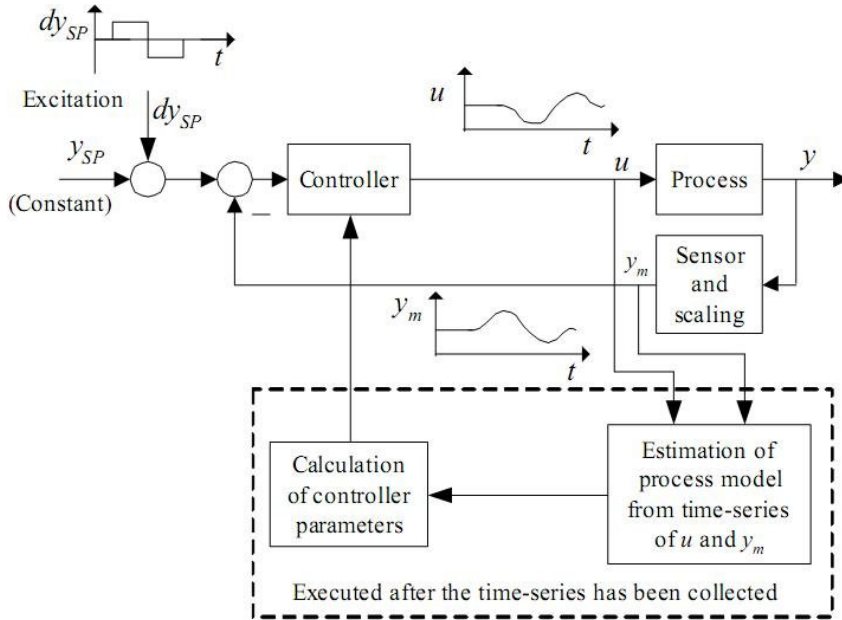 dy_SP
t
Excitation
dy_SP
y_SP
(Constant)
Controller
u
t
u
Process
y
y_m
Sensor
and
scaling
y_m
t
Calculation
of controller
parameters
Estimation of
process model
from time-series
of u and y_m
Executed after the time-series has been collected